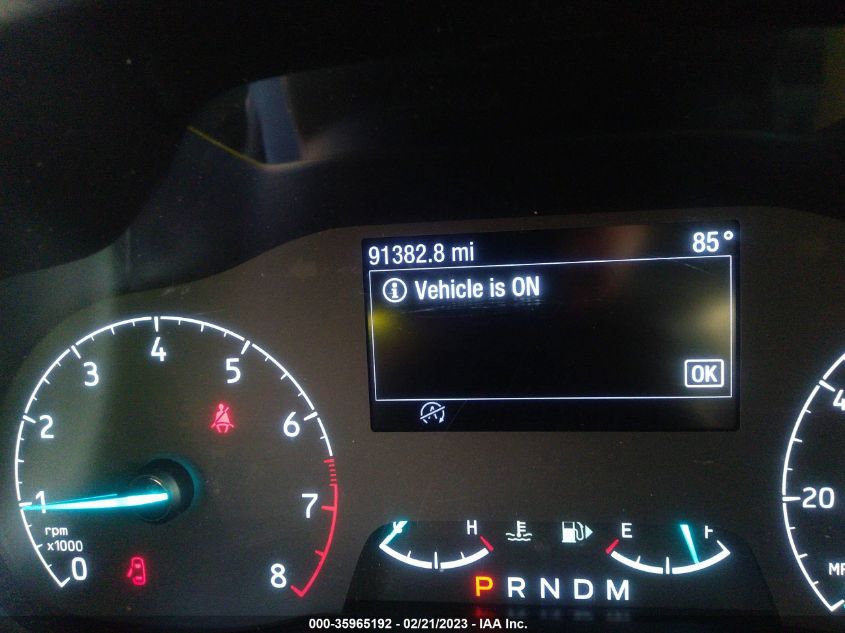 91382.8 mi 85°
Vehicle is ON
OK
0 1 2 3 4 5 6 7 8
rpm
x1000
H E F
P R N D M
20
000-35965192 - 02/21/2023 - IAA Inc.